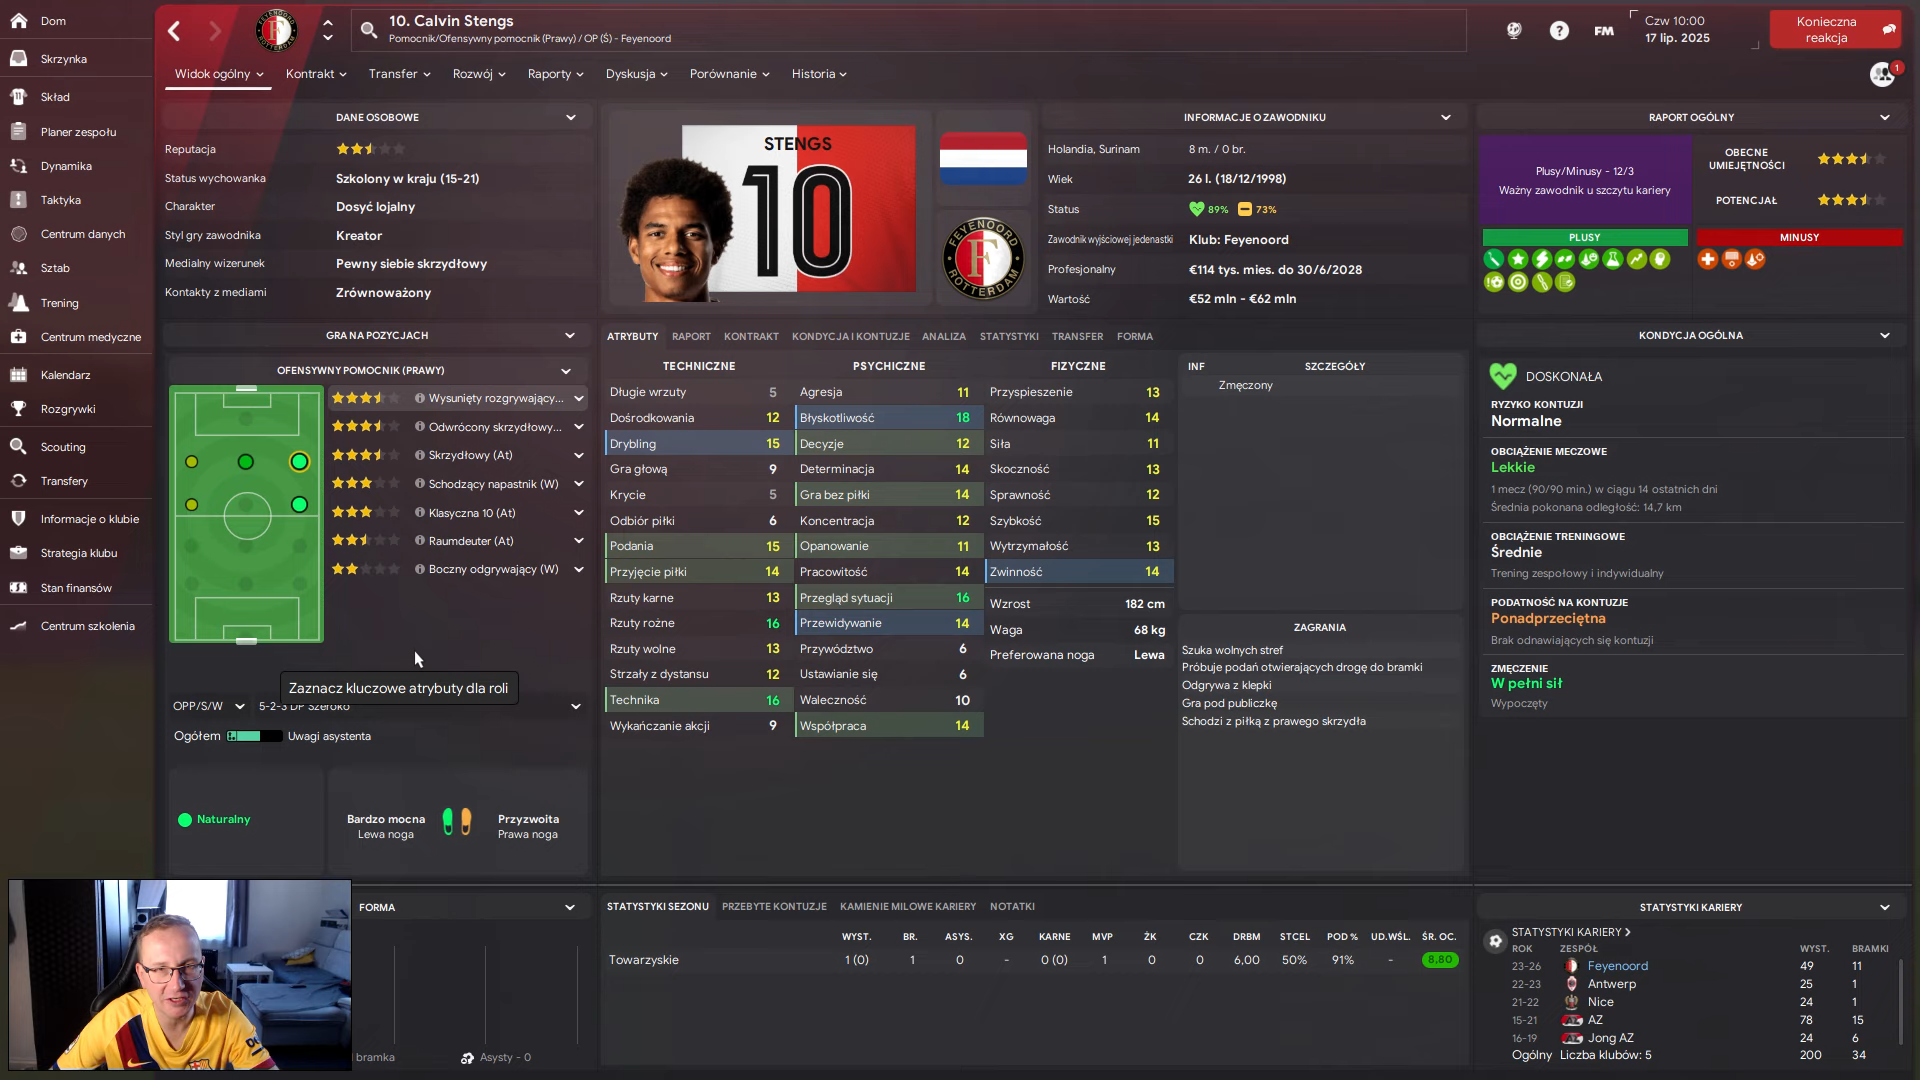 Dom
Skrzynka
Skład
Planer zespołu
Dynamika
Taktyka
Centrum danych
Sztab
Trening
Centrum medyczne
Kalendarz
Rozgrywki
Scouting
Transfery
Informacje o klubie
Strategia klubu
Stan finansów
Centrum szkolenia
10. Calvin Stengs
Pomocnik/Ofensywny pomocnik (Prawy) / OP (Ś) - Feyenoord
FM
Czw 10:00
17 lip. 2025
Konieczna
reakcja
Widok ogólny
Kontrakt
Transfer
Rozwój
Raporty
Dyskusja
Porównanie
Historia
1
DANE OSOBOWE
Reputacja
Status wychowanka Szkolony w kraju (15-21)
Charakter Dosyć lojalny
Styl gry zawodnika Kreator
Medialny wizerunek Pewny siebie skrzydłowy
Kontakty z mediami Zrównoważony
STENGS
10
FEYENOORD
ROTTERDAM
INFORMACJE O ZAWODNIKU
Holandia, Surinam 8 m. / 0 br.
Wiek 26 l. (18/12/1998)
Status 89% 73%
Zawodnik wyjściowej jedenastki Klub: Feyenoord
Profesjonalny €114 tys. mies. do 30/6/2028
Wartość €52 mln - €62 mln
RAPORT OGÓLNY
Plusy/Minusy - 12/3
Ważny zawodnik u szczytu kariery
OBECNE
UMIEJĘTNOŚCI
POTENCJAŁ
PLUSY
MINUSY
GRA NA POZYCJACH
OFENSYWNY POMOCNIK (PRAWY)
Wysunięty rozgrywający...
Odwrócony skrzydłowy...
Skrzydłowy (At)
Schodzący napastnik (W)
Klasyczna 10 (At)
Raumdeuter (At)
Boczny odgrywający (W)
Zaznacz kluczowe atrybuty dla roli
OPP/S/W 5-2-3 DP Szeroko
Ogółem Uwagi asystenta
Naturalny
Bardzo mocna
Lewa noga
Przyzwoita
Prawa noga
ATRYBUTY RAPORT KONTRAKT KONDYCJA I KONTUZJE ANALIZA STATYSTYKI TRANSFER FORMA
TECHNICZNE
Długie wrzuty 5
Dośrodkowania 12
Drybling 15
Gra głową 9
Krycie 5
Odbiór piłki 6
Podania 15
Przyjęcie piłki 14
Rzuty karne 13
Rzuty rożne 16
Rzuty wolne 13
Strzały z dystansu 12
Technika 16
Wykańczanie akcji 9
PSYCHICZNE
Agresja 11
Błyskotliwość 18
Decyzje 12
Determinacja 14
Gra bez piłki 14
Koncentracja 12
Opanowanie 11
Pracowitość 14
Przegląd sytuacji 16
Przewidywanie 14
Przywództwo 6
Ustawianie się 6
Waleczność 10
Współpraca 14
FIZYCZNE
Przyspieszenie 13
Równowaga 14
Siła 11
Skoczność 13
Sprawność 12
Szybkość 15
Wytrzymałość 13
Zwinność 14
Wzrost 182 cm
Waga 68 kg
Preferowana noga Lewa
INF SZCZEGÓŁY
Zmęczony
ZAGRANIA
Szuka wolnych stref
Próbuje podań otwierających drogę do bramki
Odgrywa z klepki
Gra pod publiczkę
Schodzi z piłką z prawego skrzydła
KONDYCJA OGÓLNA
DOSKONAŁA
RYZYKO KONTUZJI
Normalne
OBCIĄŻENIE MECZOWE
Lekkie
1 mecz (90/90 min.) w ciągu 14 ostatnich dni
Średnia pokonana odległość: 14,7 km
OBCIĄŻENIE TRENINGOWE
Średnie
Trening zespołowy i indywidualny
PODATNOŚĆ NA KONTUZJE
Ponadprzeciętna
Brak odnawiających się kontuzji
ZMĘCZENIE
W pełni sił
Wypoczęty
FORMA
bramka
Asysty - 0
STATYSTYKI SEZONU PRZEBYTE KONTUZJE KAMIENIE MILOWE KARIERY NOTATKI
WYST. BR. ASYS. XG KARNE MVP ŻK CZK DRBM STCEL POD % UD.WŚL. ŚR. OC.
Towarzyskie 1 (0) 1 0 - 0 (0) 1 0 0 6,00 50% 91% - 8,80
STATYSTYKI KARIERY
STATYSTYKI KARIERY
ROK ZESPÓŁ WYST. BRAMKI
23-26 Feyenoord 49 11
22-23 Antwerp 25 1
21-22 Nice 24 1
15-21 AZ 78 15
16-19 Jong AZ 24 6
Ogólny Liczba klubów: 5 200 34